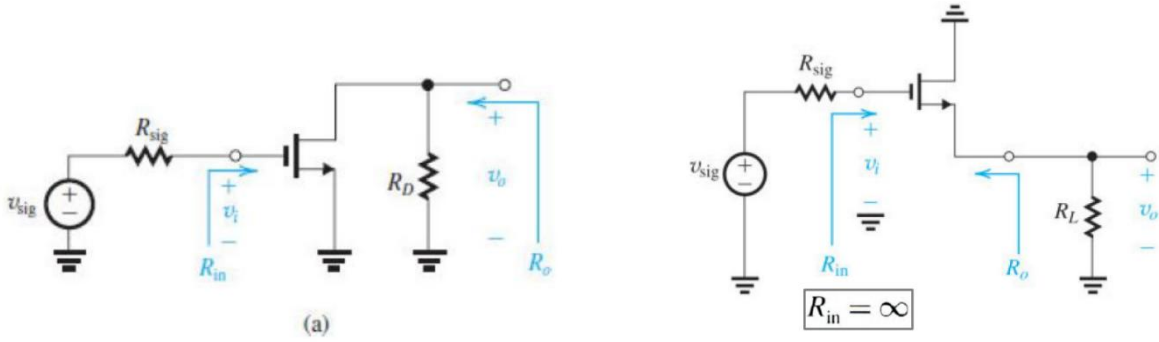 R_sig
v_sig
+
−
+
v_i
−
R_in
R_D
+
v_o
−
R_o
(a)
R_sig
v_sig
+
−
+
v_i
−
R_in
R_o
R_L
+
v_o
−
R_in = ∞